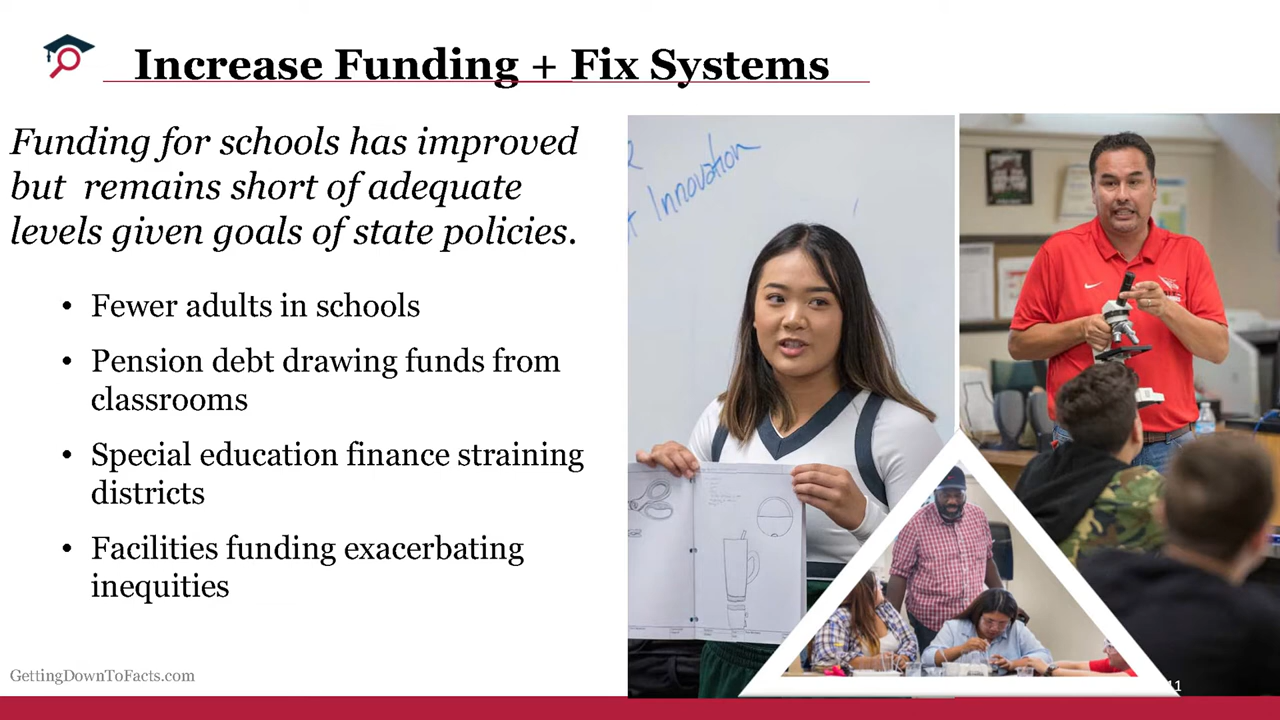 Increase Funding + Fix Systems
Funding for schools has improved
but remains short of adequate
levels given goals of state policies.
• Fewer adults in schools
• Pension debt drawing funds from
classrooms
• Special education finance straining
districts
• Facilities funding exacerbating
inequities
Innovation
GettingDownToFacts.com
11